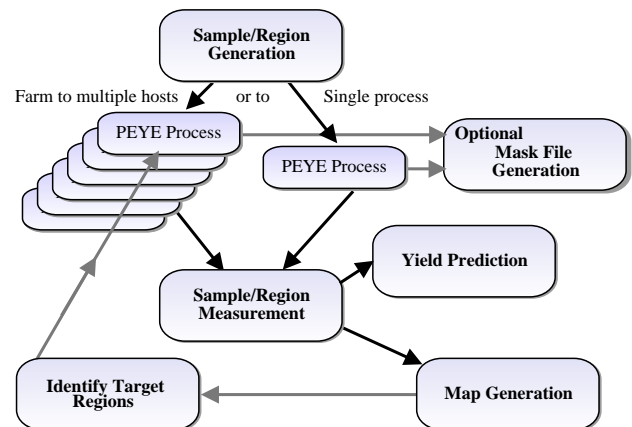 Sample/Region
Generation
Farm to multiple hosts or to Single process
PEYE Process
Optional
Mask File
Generation
PEYE Process
Yield Prediction
Sample/Region
Measurement
Identify Target
Regions
Map Generation